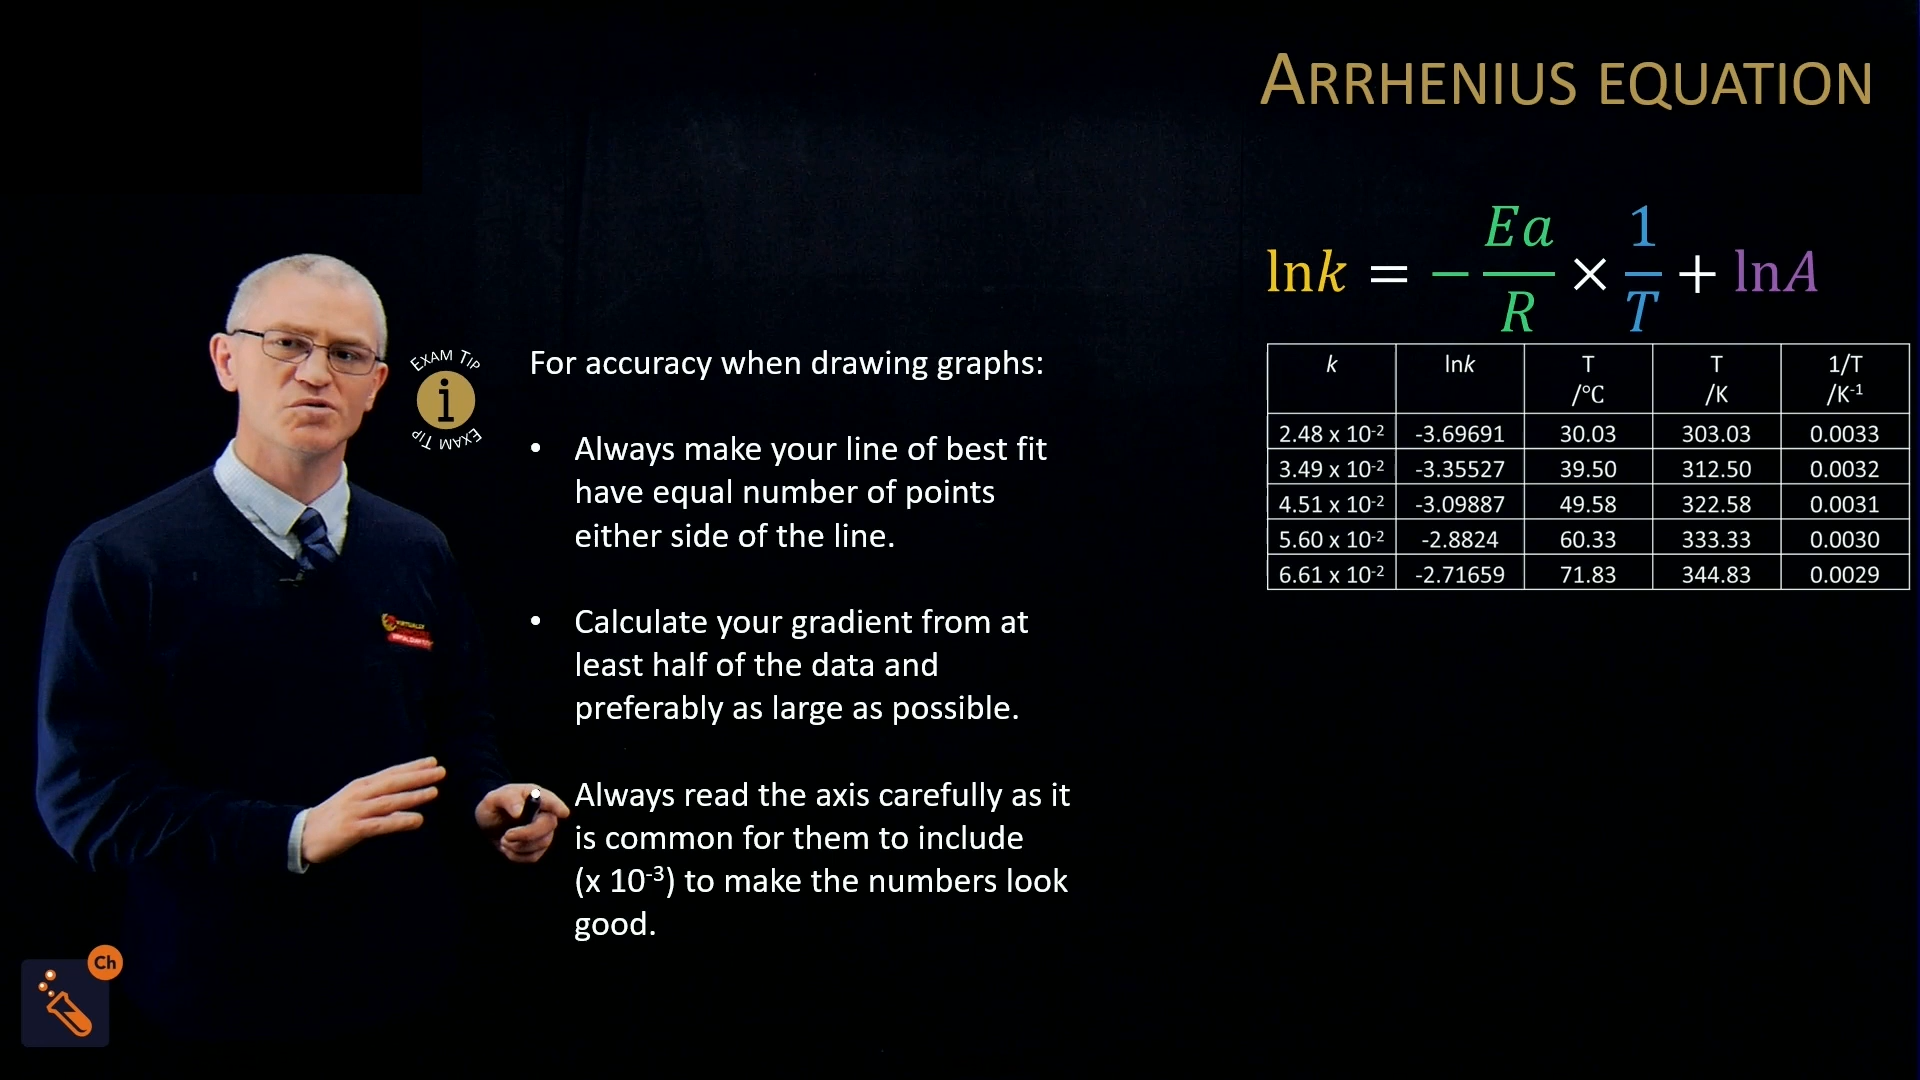 ARRHENIUS EQUATION
lnk = − Ea/R × 1/T + lnA
EXAM TIP
i
EXAM TIP
For accuracy when drawing graphs:
• Always make your line of best fit
have equal number of points
either side of the line.
• Calculate your gradient from at
least half of the data and
preferably as large as possible.
• Always read the axis carefully as it
is common for them to include
(x 10⁻³) to make the numbers look
good.
k lnk T /°C T /K 1/T /K⁻¹
2.48 x 10⁻² -3.69691 30.03 303.03 0.0033
3.49 x 10⁻² -3.35527 39.50 312.50 0.0032
4.51 x 10⁻² -3.09887 49.58 322.58 0.0031
5.60 x 10⁻² -2.8824 60.33 333.33 0.0030
6.61 x 10⁻² -2.71659 71.83 344.83 0.0029
Ch